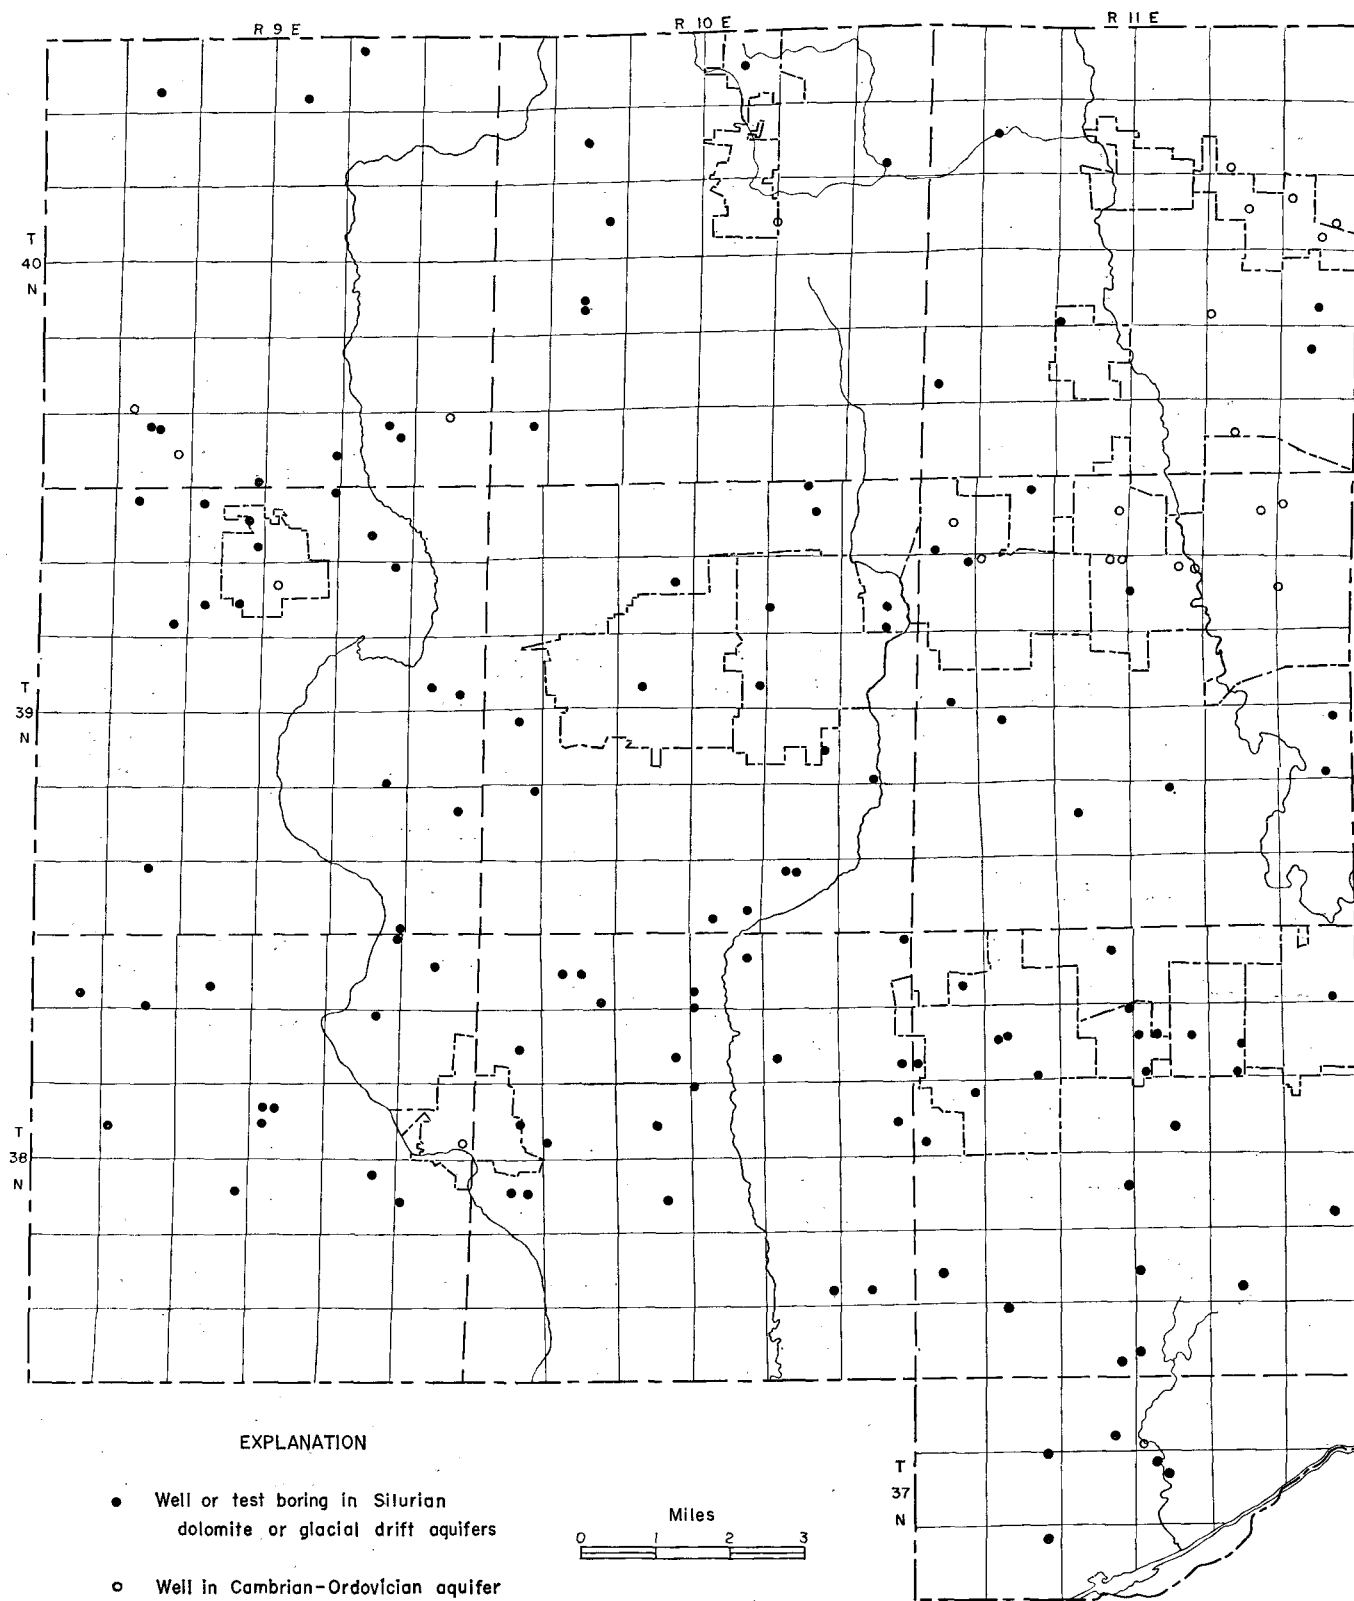 R 9 E
R 10 E
R 11 E
T
40
N
T
39
N
T
38
N
T
37
N
EXPLANATION
Well or test boring in Silurian
dolomite or glacial drift aquifers
Well in Cambrian-Ordovician aquifer
Miles
0 1 2 3